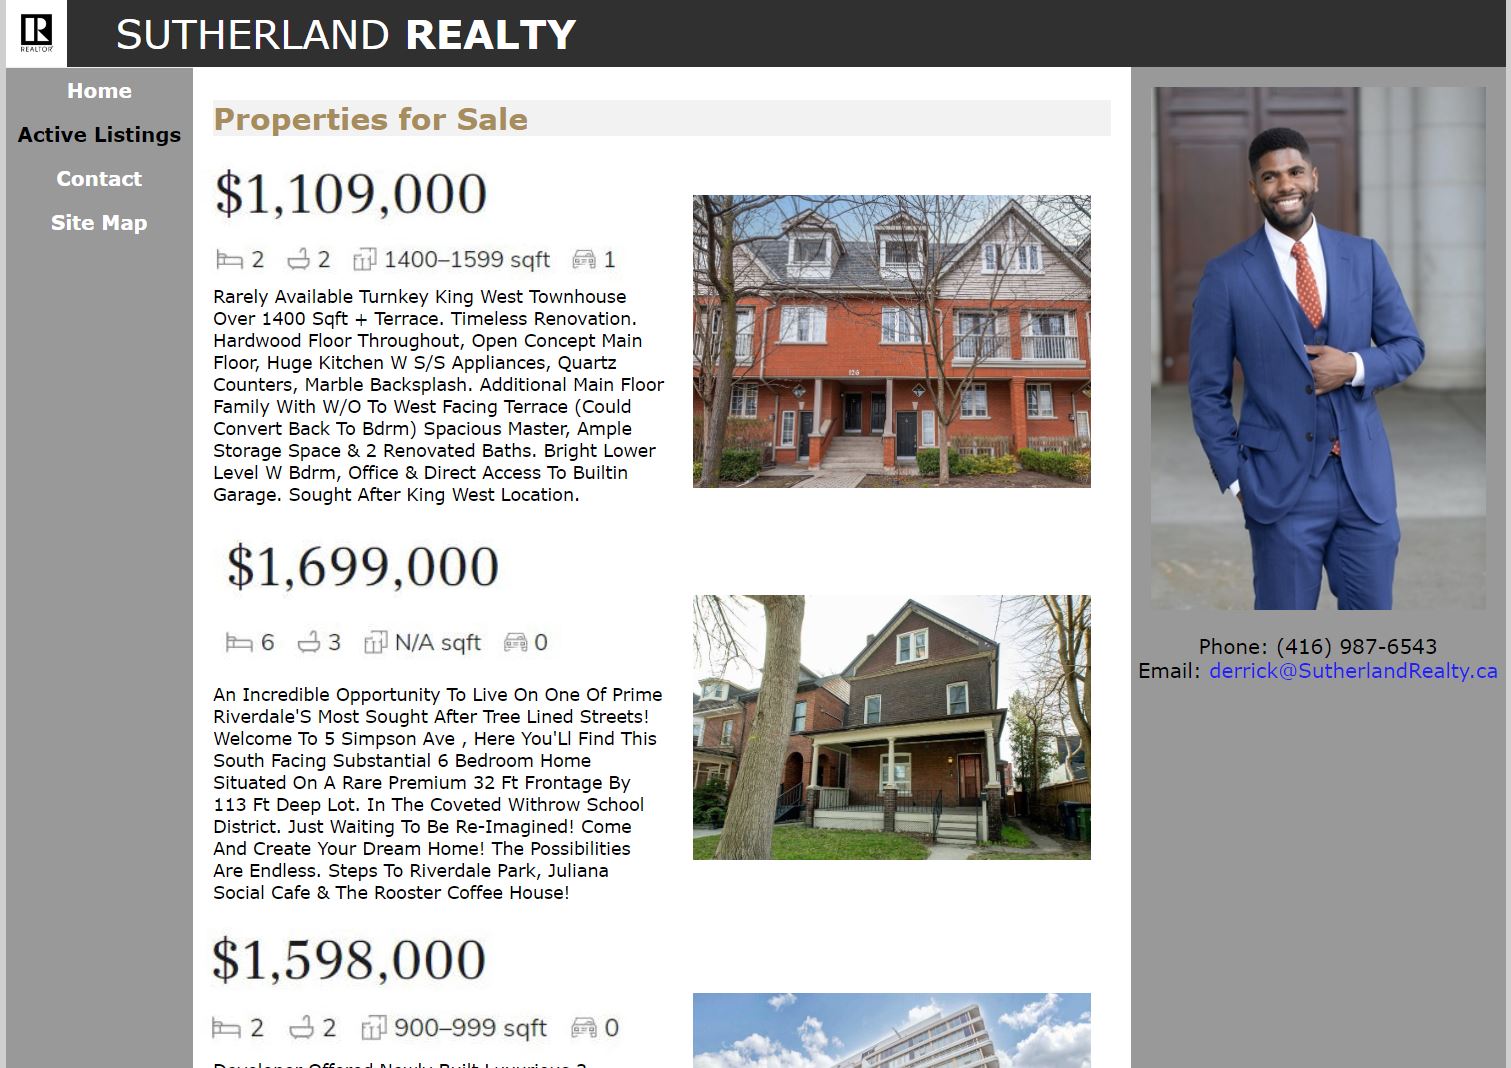 REALTOR
SUTHERLAND REALTY
Home
Active Listings
Contact
Site Map
Properties for Sale
$1,109,000
2 2 1400–1599 sqft 1
Rarely Available Turnkey King West Townhouse
Over 1400 Sqft + Terrace. Timeless Renovation.
Hardwood Floor Throughout, Open Concept Main
Floor, Huge Kitchen W S/S Appliances, Quartz
Counters, Marble Backsplash. Additional Main Floor
Family With W/O To West Facing Terrace (Could
Convert Back To Bdrm) Spacious Master, Ample
Storage Space & 2 Renovated Baths. Bright Lower
Level W Bdrm, Office & Direct Access To Builtin
Garage. Sought After King West Location.
126
$1,699,000
6 3 N/A sqft 0
An Incredible Opportunity To Live On One Of Prime
Riverdale'S Most Sought After Tree Lined Streets!
Welcome To 5 Simpson Ave , Here You'Ll Find This
South Facing Substantial 6 Bedroom Home
Situated On A Rare Premium 32 Ft Frontage By
113 Ft Deep Lot. In The Coveted Withrow School
District. Just Waiting To Be Re-Imagined! Come
And Create Your Dream Home! The Possibilities
Are Endless. Steps To Riverdale Park, Juliana
Social Cafe & The Rooster Coffee House!
$1,598,000
2 2 900–999 sqft 0
Developer Offered Newly Built Luxurious 2
Phone: (416) 987-6543
Email: derrick@SutherlandRealty.ca